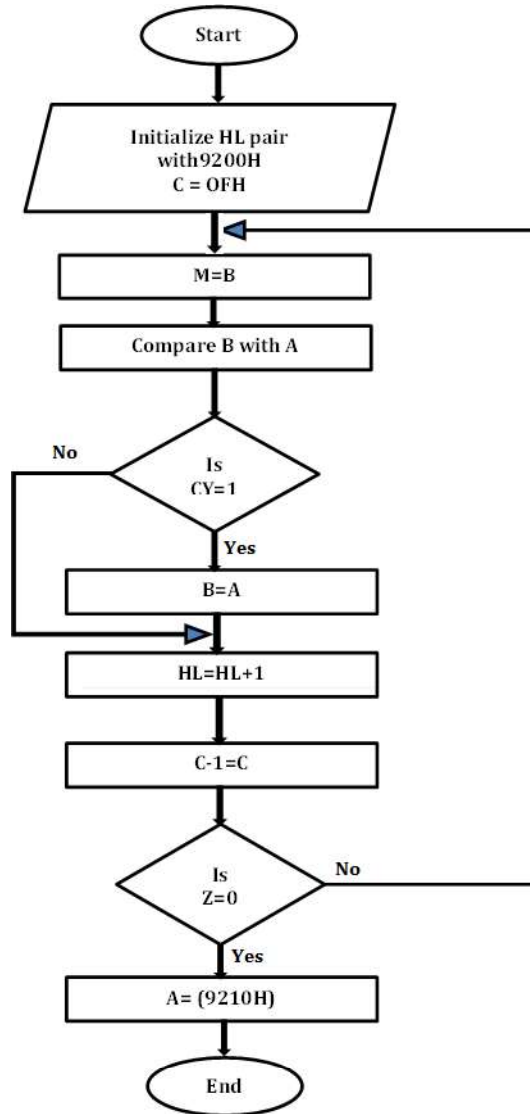 Start
Initialize HL pair
with9200H
C = OFH
M=B
Compare B with A
No
Is
CY=1
Yes
B=A
HL=HL+1
C-1=C
Is
Z=0
No
Yes
A= (9210H)
End